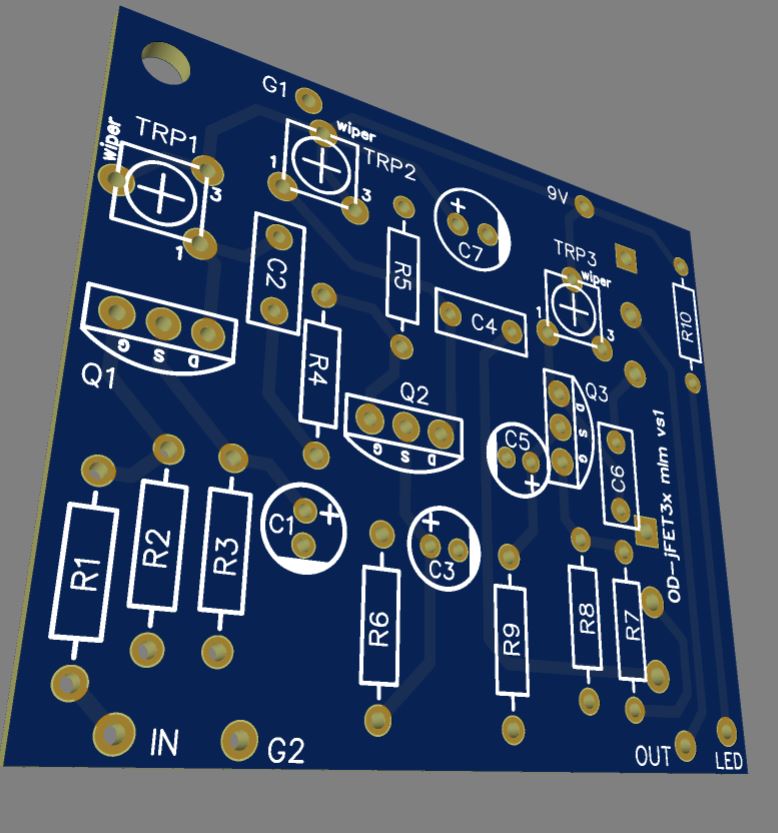 G1
wiper
TRP1
3
1
wiper
TRP2
1
3
9V
+
C7
TRP3
wiper
1
3
C2
R5
C4
R10
G S D
Q1
R4
Q2
G S D
Q3
D S G
C5
+
C6
OD-jFET3x mlm vs1
R1
R2
R3
C1
+
+
C3
R6
R9
R8
R7
IN
G2
OUT
LED